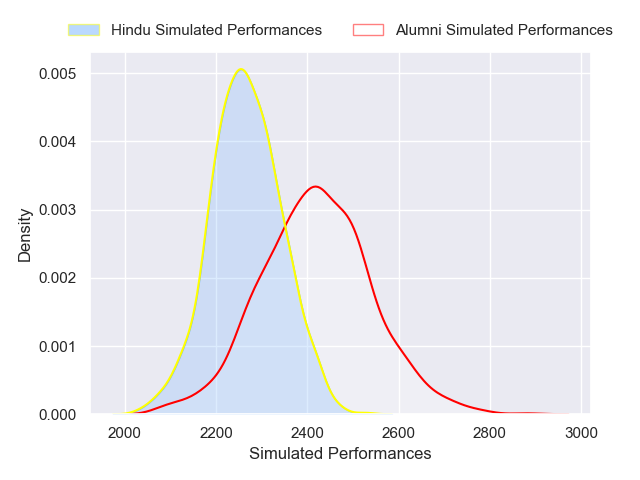 Hindu Simulated Performances Alumni Simulated Performances
0.005
0.004
0.003
0.002
0.001
0.000
Density
2000 2200 2400 2600 2800 3000
Simulated Performances